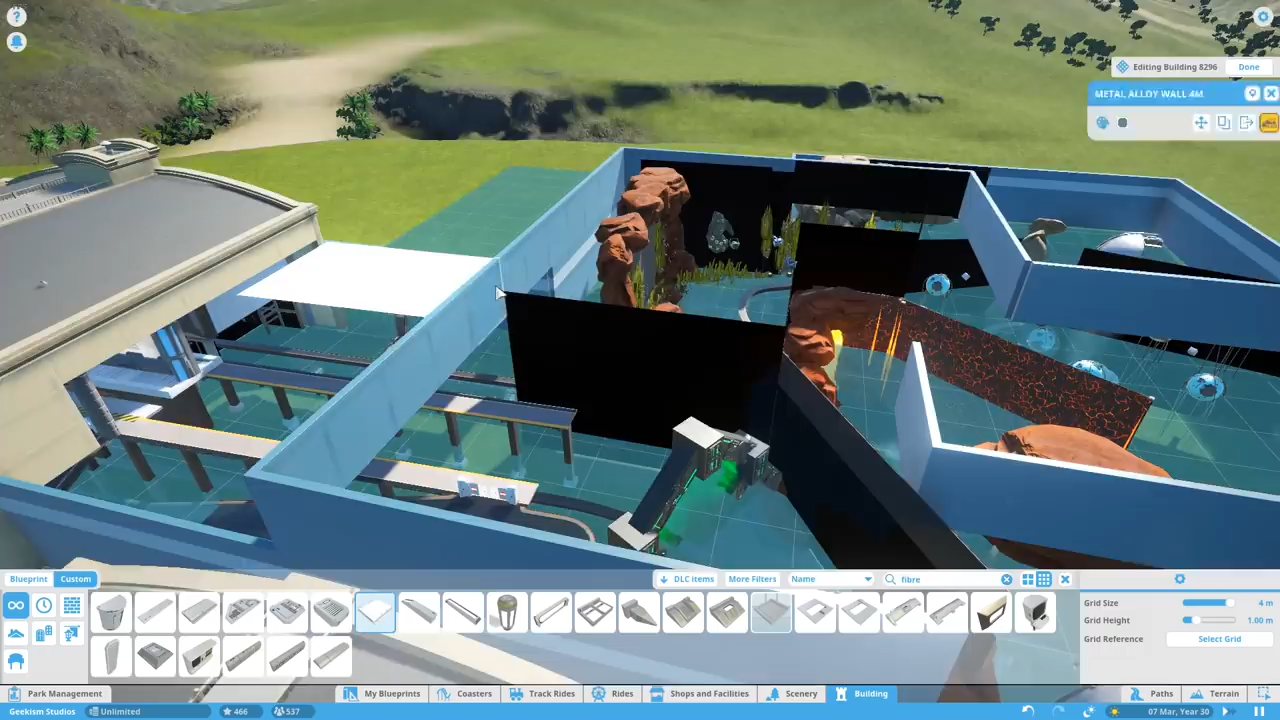 ?
Editing Building 8296 Done
METAL ALLOY WALL 4M
Blueprint Custom DLC items More Filters Name fibre
Grid Size 4 m
Grid Height 1.00 m
Grid Reference Select Grid
Park Management My Blueprints Coasters Track Rides Rides Shops and Facilities Scenery Building Paths Terrain
Geekism Studios Unlimited 466 537 07 Mar, Year 30